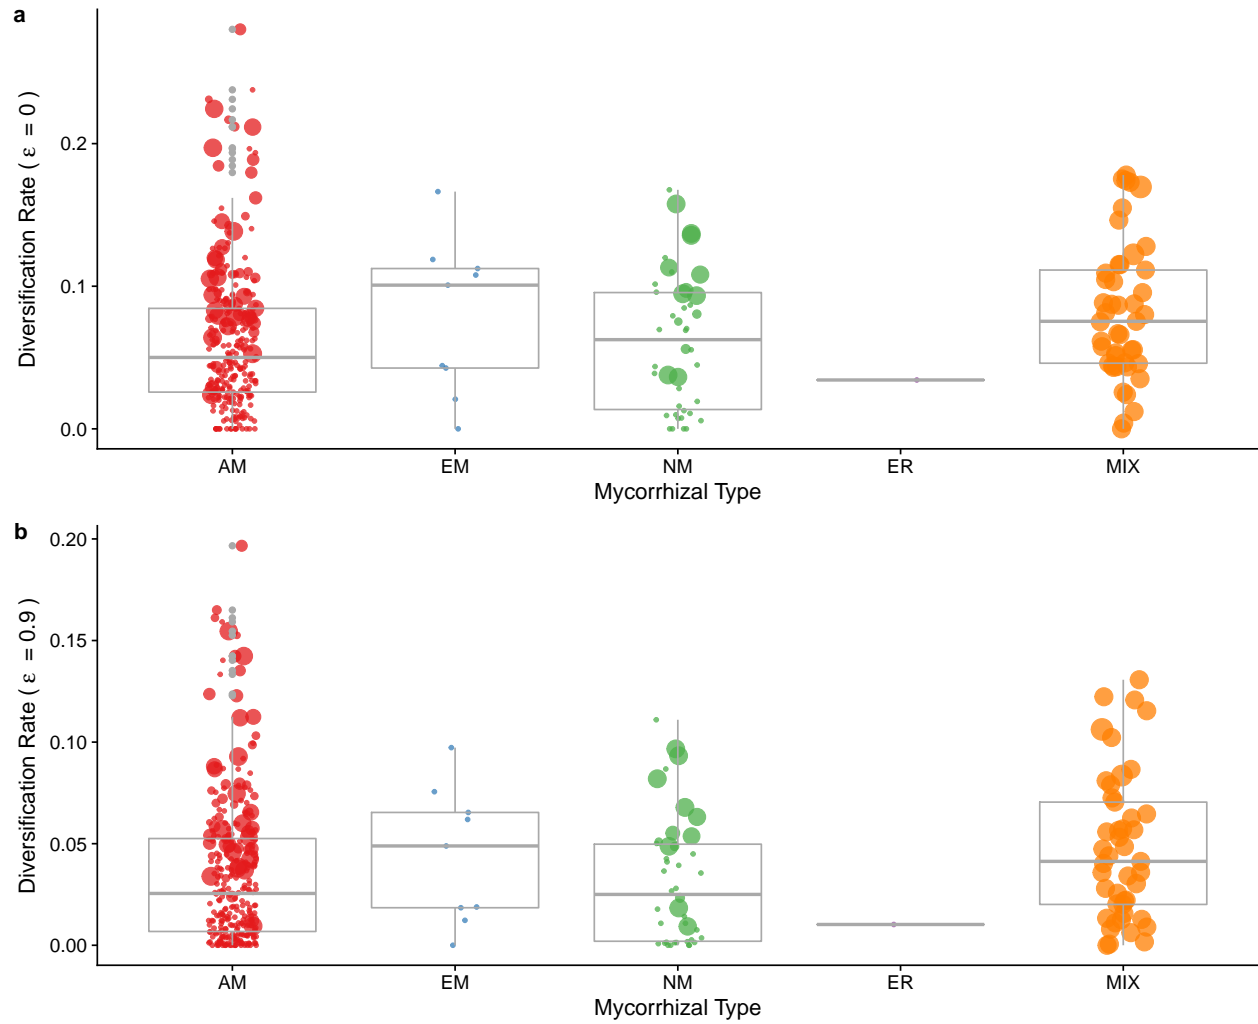 a
Diversification Rate ( ε = 0 )
0.2
0.1
0.0
AM EM NM ER MIX
Mycorrhizal Type
b
Diversification Rate ( ε = 0.9 )
0.20
0.15
0.10
0.05
0.00
AM EM NM ER MIX
Mycorrhizal Type